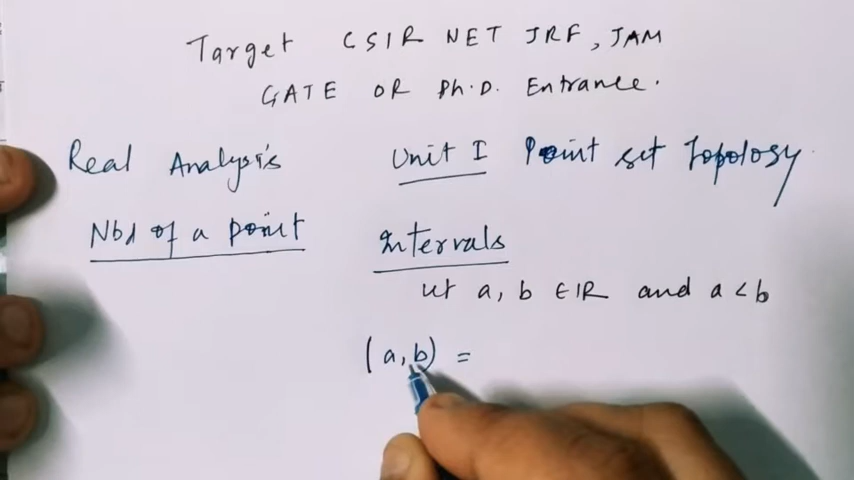 Target CSIR NET JRF, JAM
GATE OR Ph.D. Entrance.
Real Analysis Unit I Point set Topology.
Nbd of a point Intervals
Let a, b ∈ IR and a < b
(a, b) =